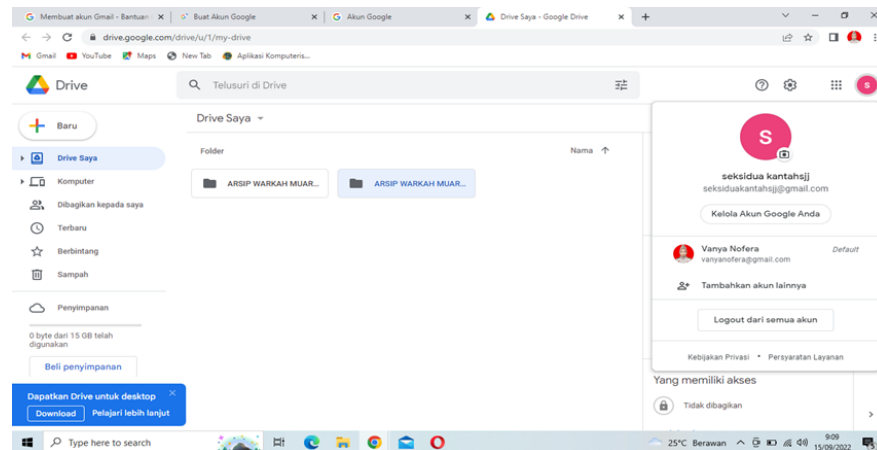 Membuat akun Gmail - Bantuan
Buat Akun Google
Akun Google
Drive Saya - Google Drive
drive.google.com/drive/u/1/my-drive
Gmail YouTube Maps New Tab Aplikasi Komputeris...
Drive
Telusuri di Drive
S
Baru
Drive Saya
Komputer
Dibagikan kepada saya
Terbaru
Berbintang
Sampah
Penyimpanan
0 byte dari 15 GB telah
digunakan
Beli penyimpanan
Dapatkan Drive untuk desktop
Download Pelajari lebih lanjut
Drive Saya
Folder Nama
ARSIP WARKAH MUAR... ARSIP WARKAH MUAR...
S
seksidua kantahsjj
seksiduakantahsjj@gmail.com
Kelola Akun Google Anda
Vanya Nofera Default
vanyanofera@gmail.com
Tambahkan akun lainnya
Logout dari semua akun
Kebijakan Privasi • Persyaratan Layanan
Yang memiliki akses
Tidak dibagikan
Type here to search
25°C Berawan
9:09
15/09/2022